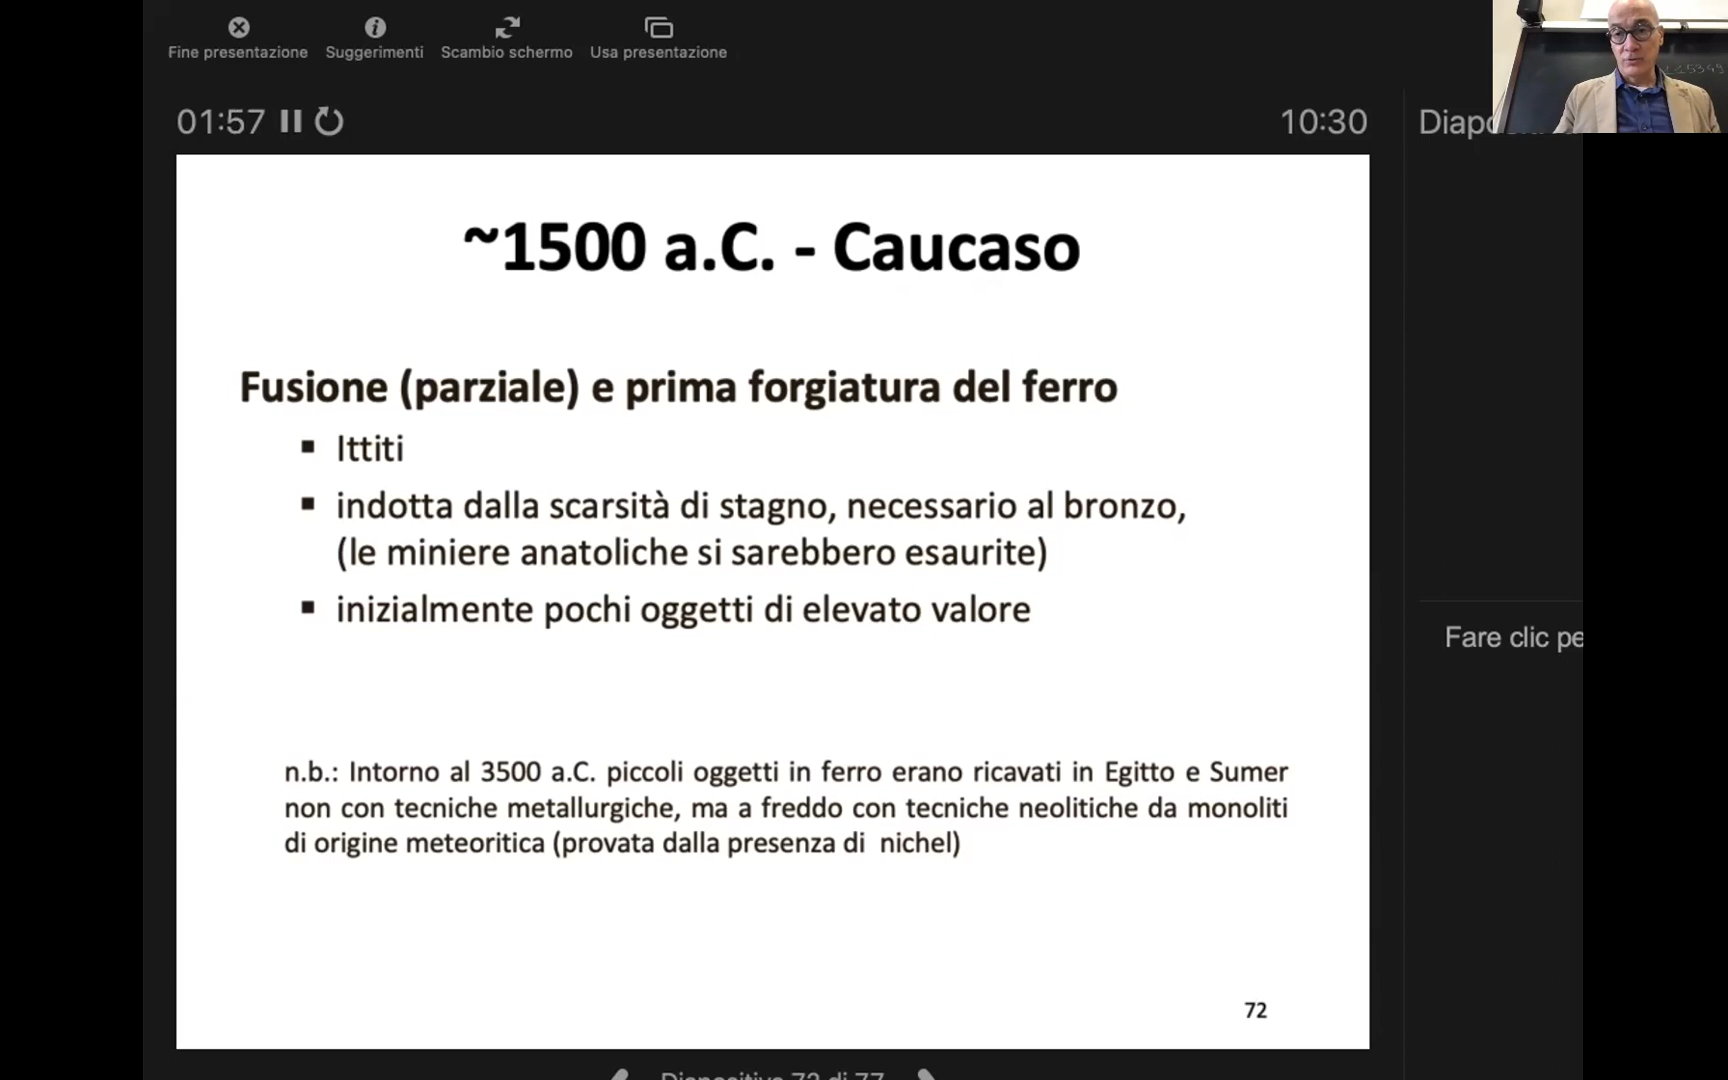 Fine presentazione
Suggerimenti
Scambio schermo
Usa presentazione
01:57
10:30
~1500 a.C. - Caucaso
Fusione (parziale) e prima forgiatura del ferro
▪ Ittiti
▪ indotta dalla scarsità di stagno, necessario al bronzo,
(le miniere anatoliche si sarebbero esaurite)
▪ inizialmente pochi oggetti di elevato valore
n.b.: Intorno al 3500 a.C. piccoli oggetti in ferro erano ricavati in Egitto e Sumer
non con tecniche metallurgiche, ma a freddo con tecniche neolitiche da monoliti
di origine meteoritica (provata dalla presenza di nichel)
72
Fare clic pe